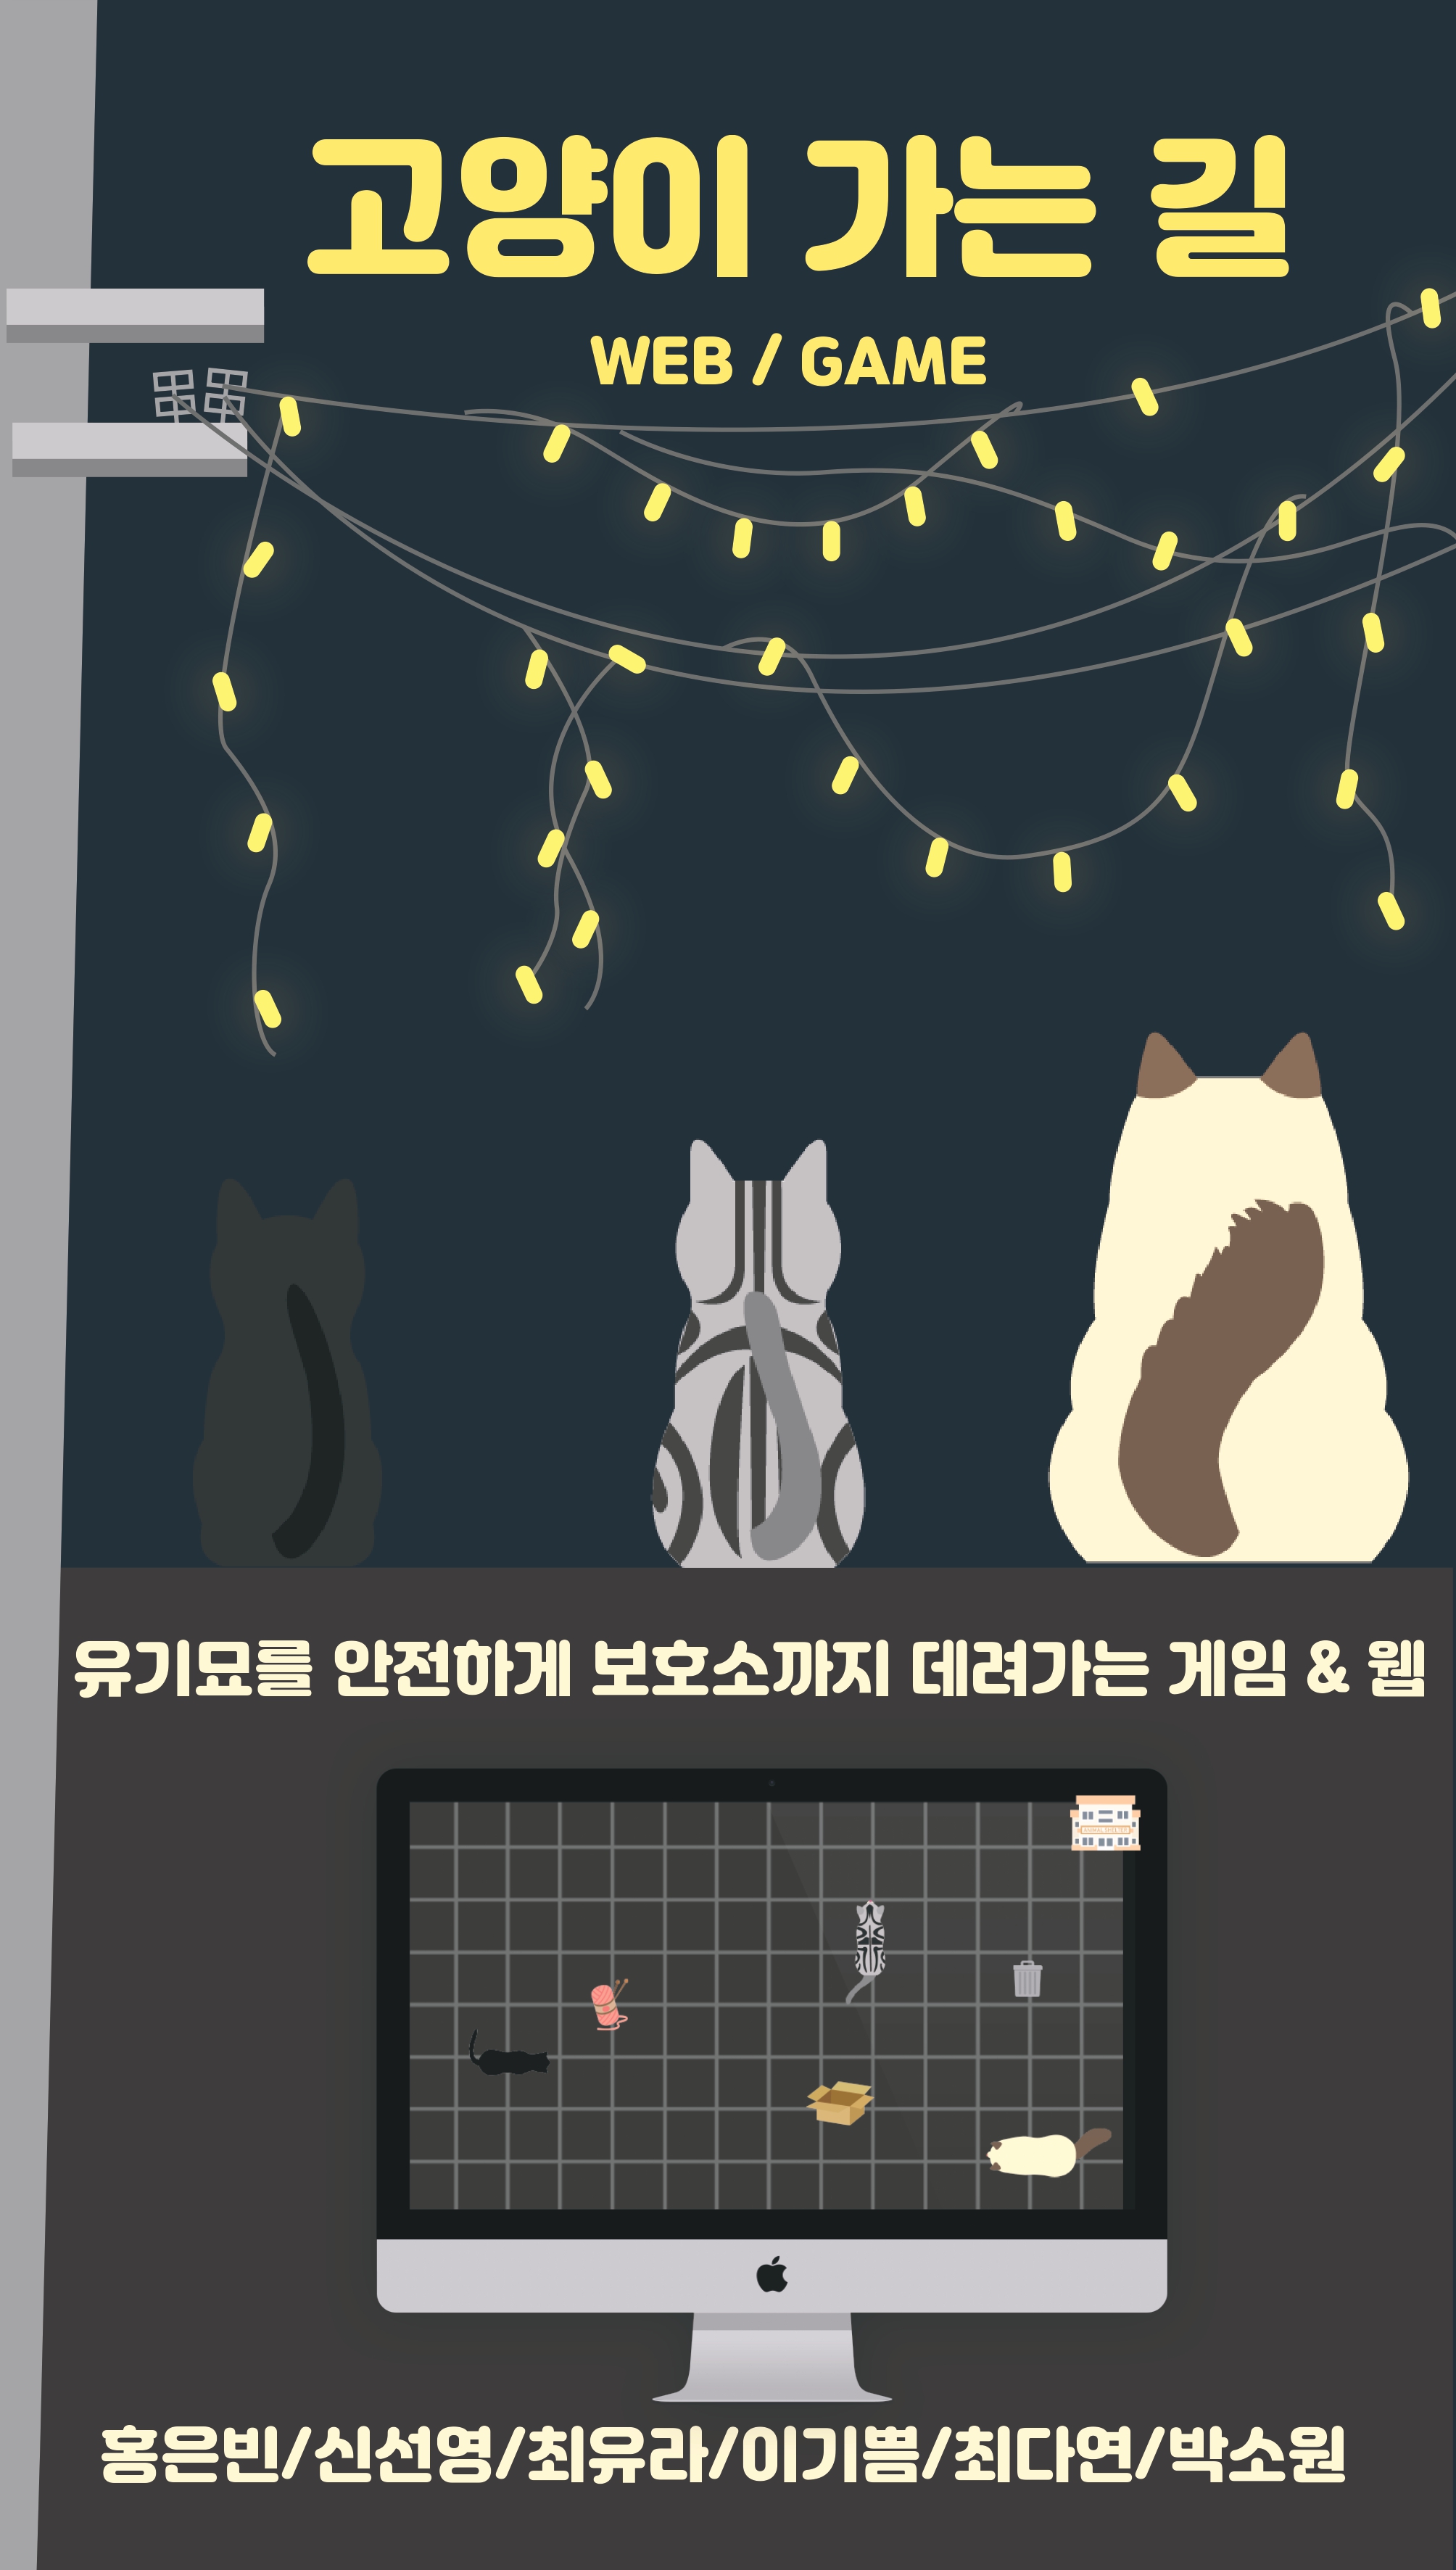 고양이 가는 길
WEB / GAME
유기묘를 안전하게 보호소까지 데려가는 게임 & 웹
ANIMAL SHELTER
홍은빈/신선영/최유라/이기쁨/최다연/박소원